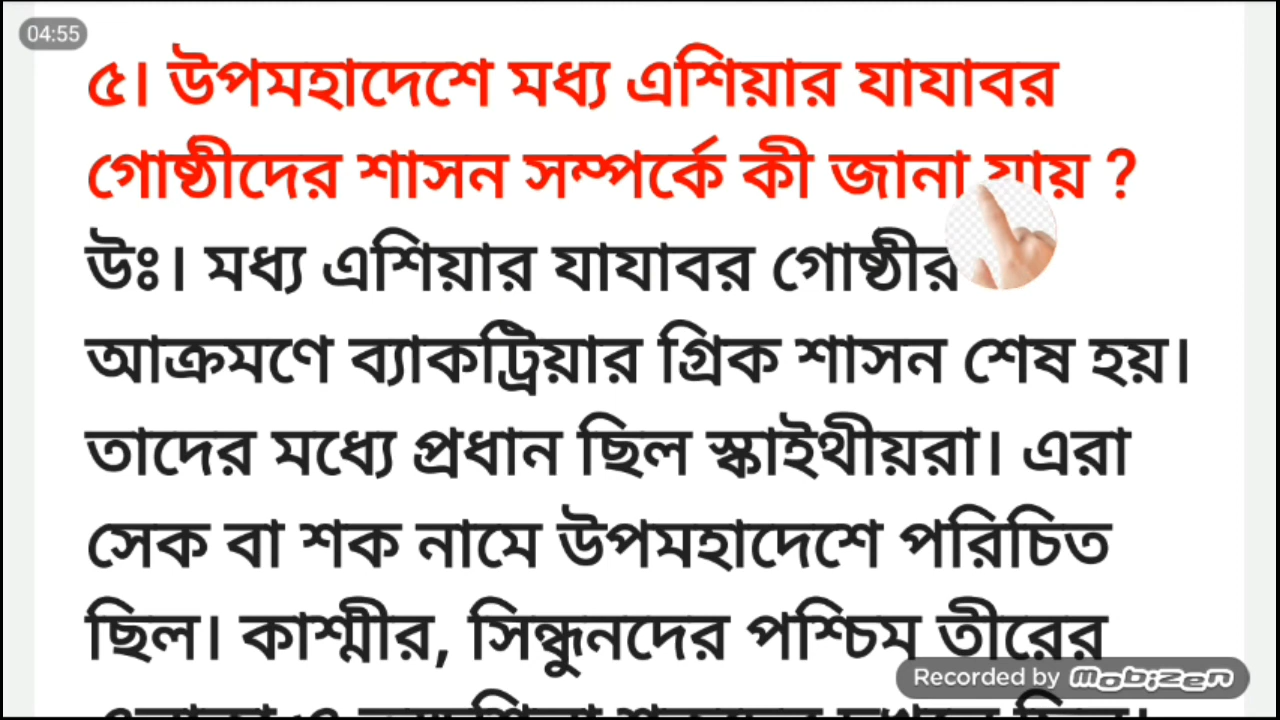 04:55
৫। উপমহাদেশে মধ্য এশিয়ার যাযাবর
গোষ্ঠীদের শাসন সম্পর্কে কী জানা যায় ?
উঃ। মধ্য এশিয়ার যাযাবর গোষ্ঠীর
আক্রমণে ব্যাকট্রিয়ার গ্রিক শাসন শেষ হয়।
তাদের মধ্যে প্রধান ছিল স্কাইথীয়রা। এরা
সেক বা শক নামে উপমহাদেশে পরিচিত
ছিল। কাশ্মীর, সিন্ধুনদের পশ্চিম তীরের
Recorded by Mobizen